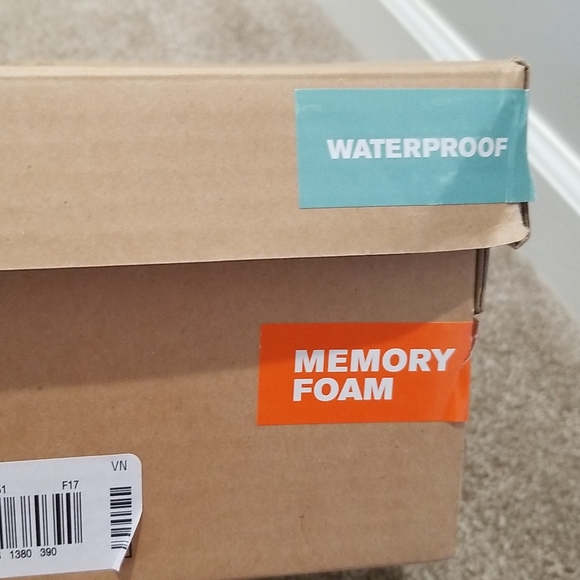 WATERPROOF
MEMORY
FOAM
VN
F17
1380 390